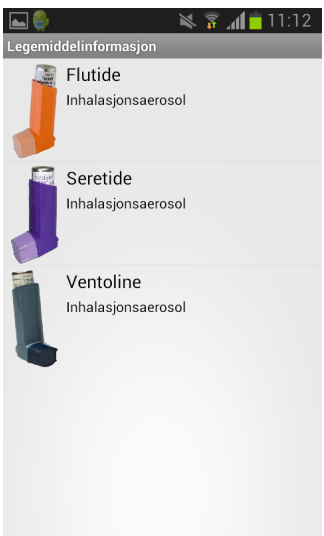 11:12
Legemiddelinformasjon
Flutide
Inhalasjonsaerosol
Seretide
Inhalasjonsaerosol
Ventoline
Inhalasjonsaerosol